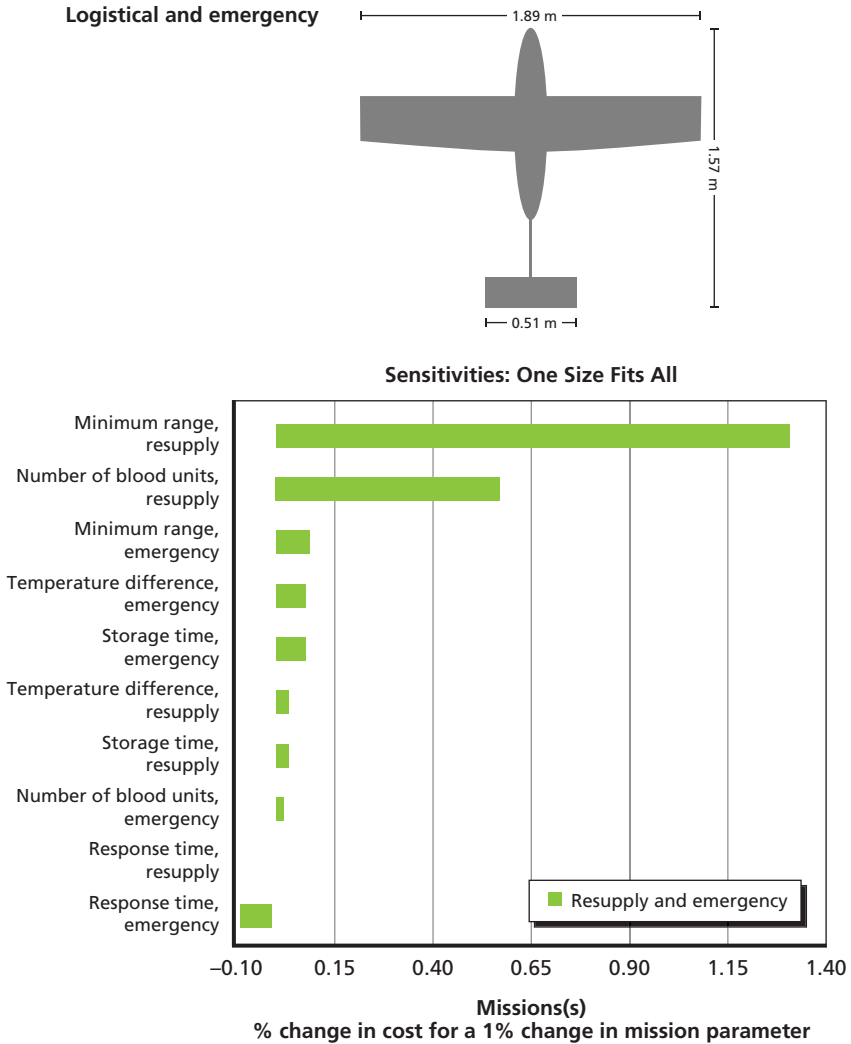 Logistical and emergency
1.89 m
1.57 m
0.51 m
Sensitivities: One Size Fits All
Minimum range,
resupply
Number of blood units,
resupply
Minimum range,
emergency
Temperature difference,
emergency
Storage time,
emergency
Temperature difference,
resupply
Storage time,
resupply
Number of blood units,
emergency
Response time,
resupply
Response time,
emergency
Resupply and emergency
–0.10 0.15 0.40 0.65 0.90 1.15 1.40
Missions(s)
% change in cost for a 1% change in mission parameter